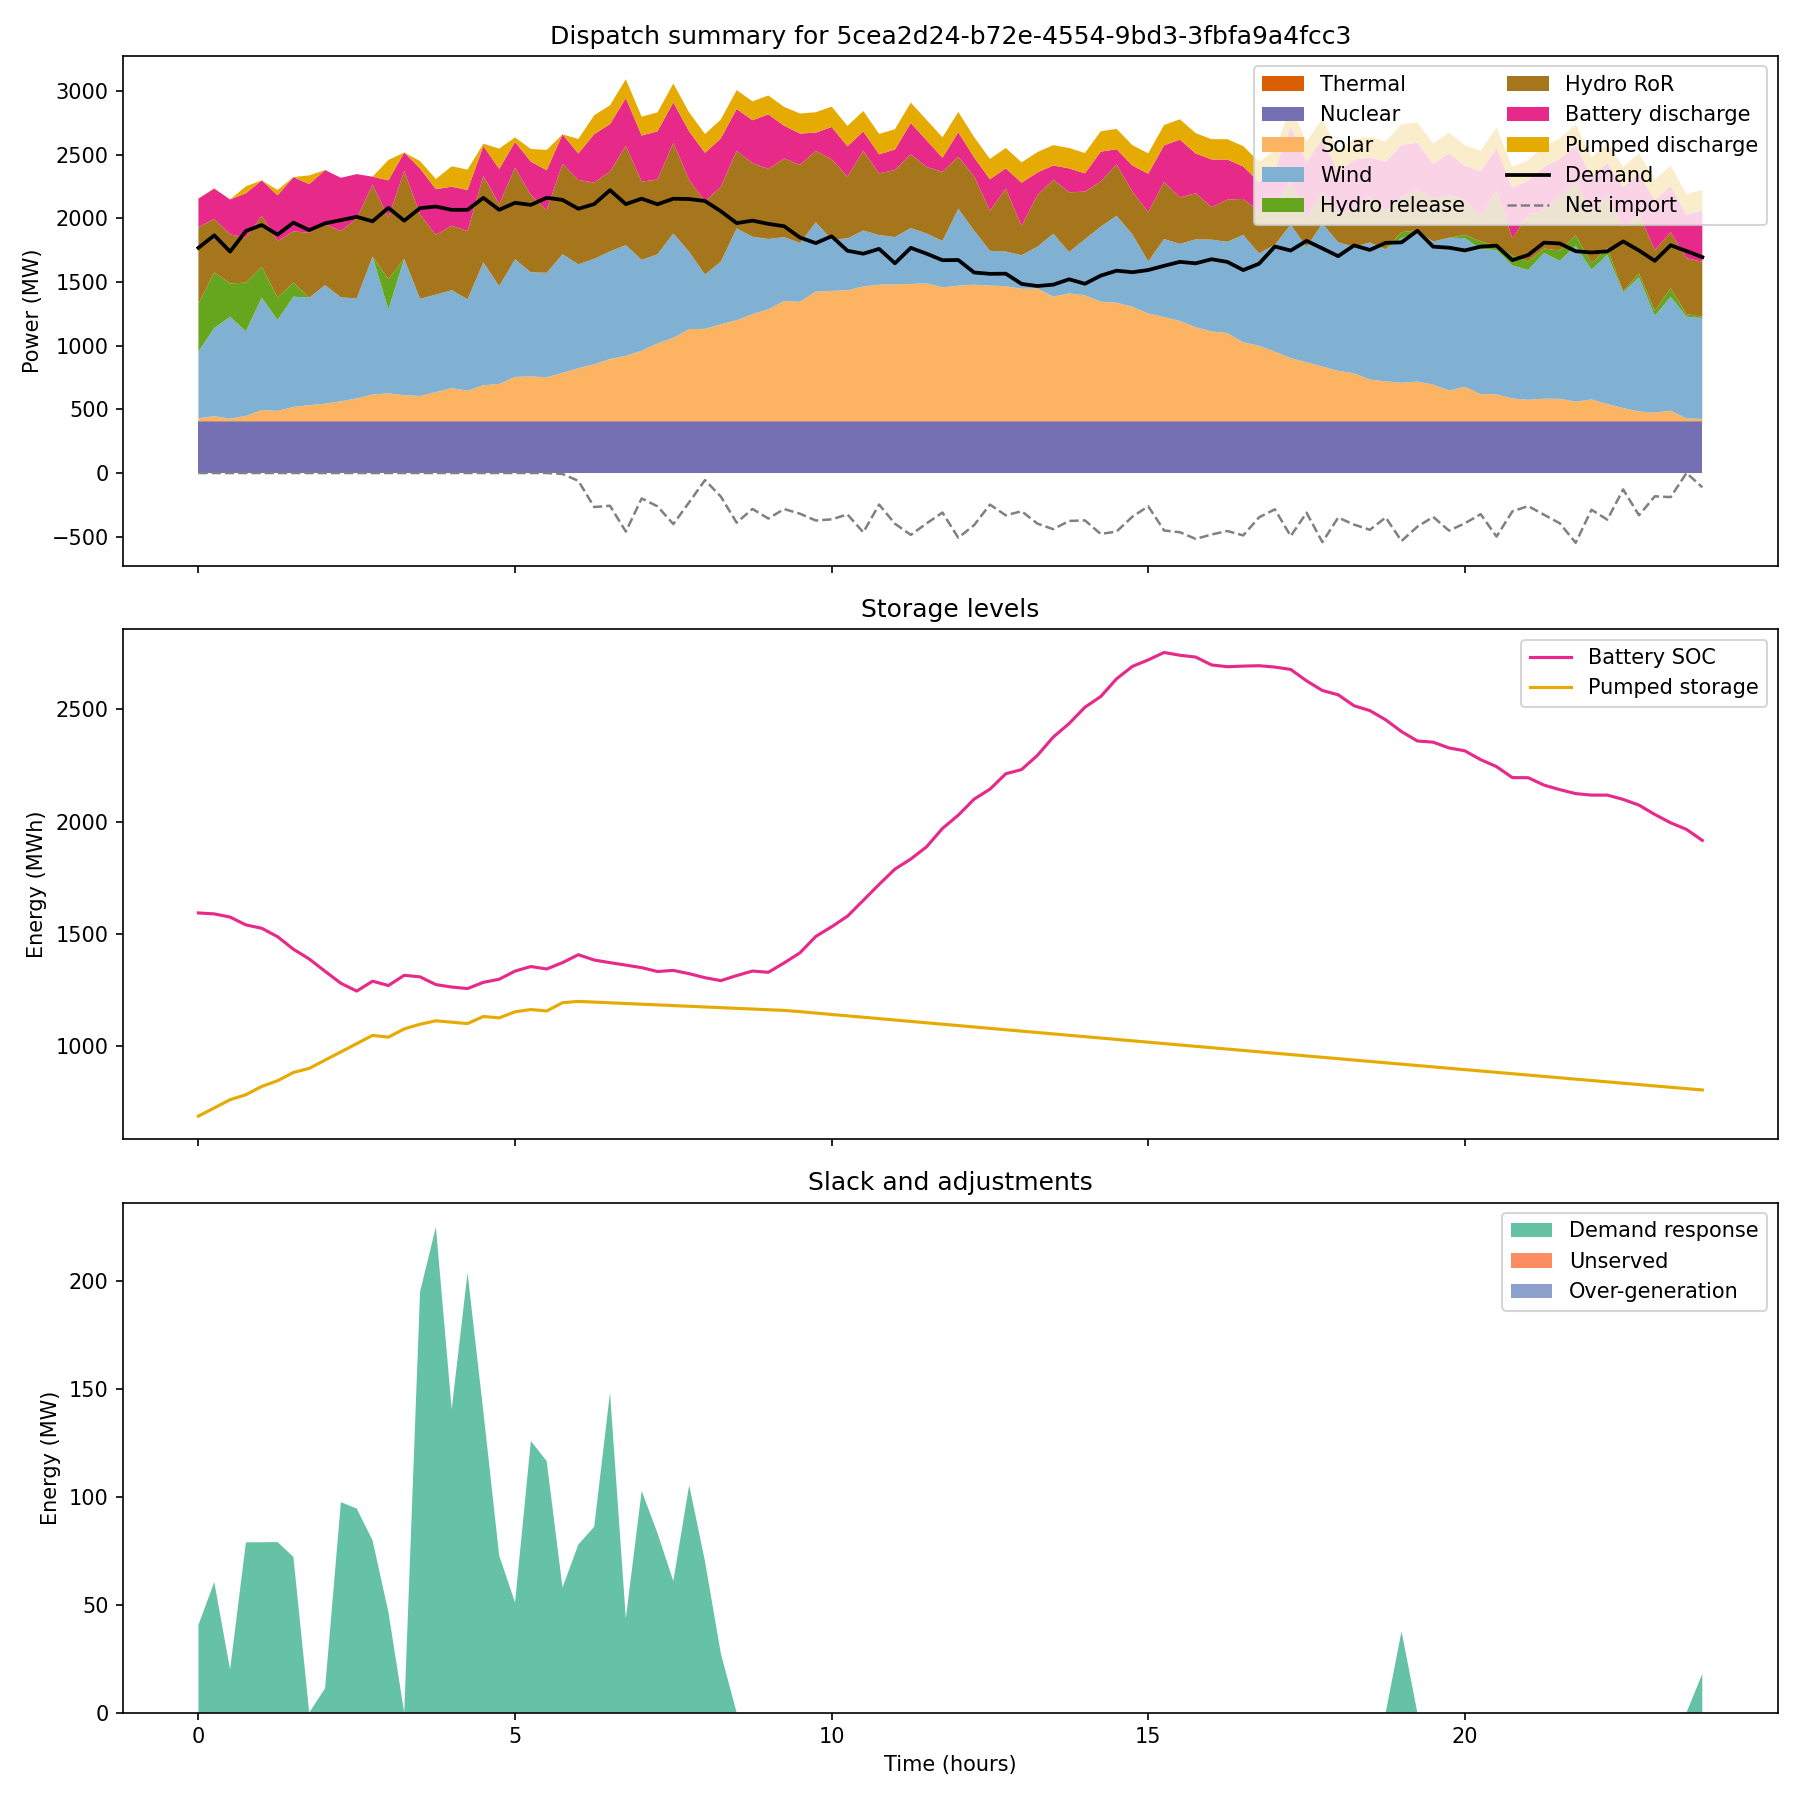 Dispatch summary for 5cea2d24-b72e-4554-9bd3-3fbfa9a4fcc3
Power (MW)
3000
2500
2000
1500
1000
500
0
−500
Thermal
Nuclear
Solar
Wind
Hydro release
Hydro RoR
Battery discharge
Pumped discharge
Demand
Net import
Storage levels
Energy (MWh)
2500
2000
1500
1000
Battery SOC
Pumped storage
Slack and adjustments
Energy (MW)
200
150
100
50
0
Demand response
Unserved
Over-generation
0 5 10 15 20
Time (hours)